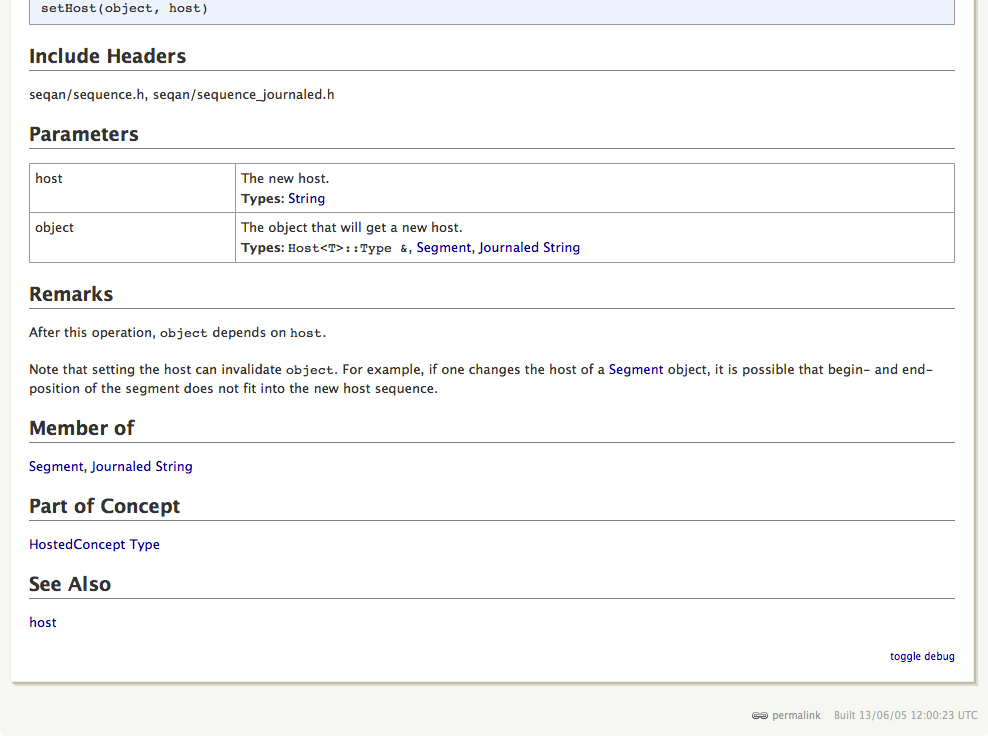 setHost(object, host)
Include Headers
seqan/sequence.h, seqan/sequence_journaled.h
Parameters
host
The new host.
Types: String
object
The object that will get a new host.
Types: Host<T>::Type &, Segment, Journaled String
Remarks
After this operation, object depends on host.
Note that setting the host can invalidate object. For example, if one changes the host of a Segment object, it is possible that begin- and end-
position of the segment does not fit into the new host sequence.
Member of
Segment, Journaled String
Part of Concept
HostedConcept Type
See Also
host
toggle debug
permalink Built 13/06/05 12:00:23 UTC